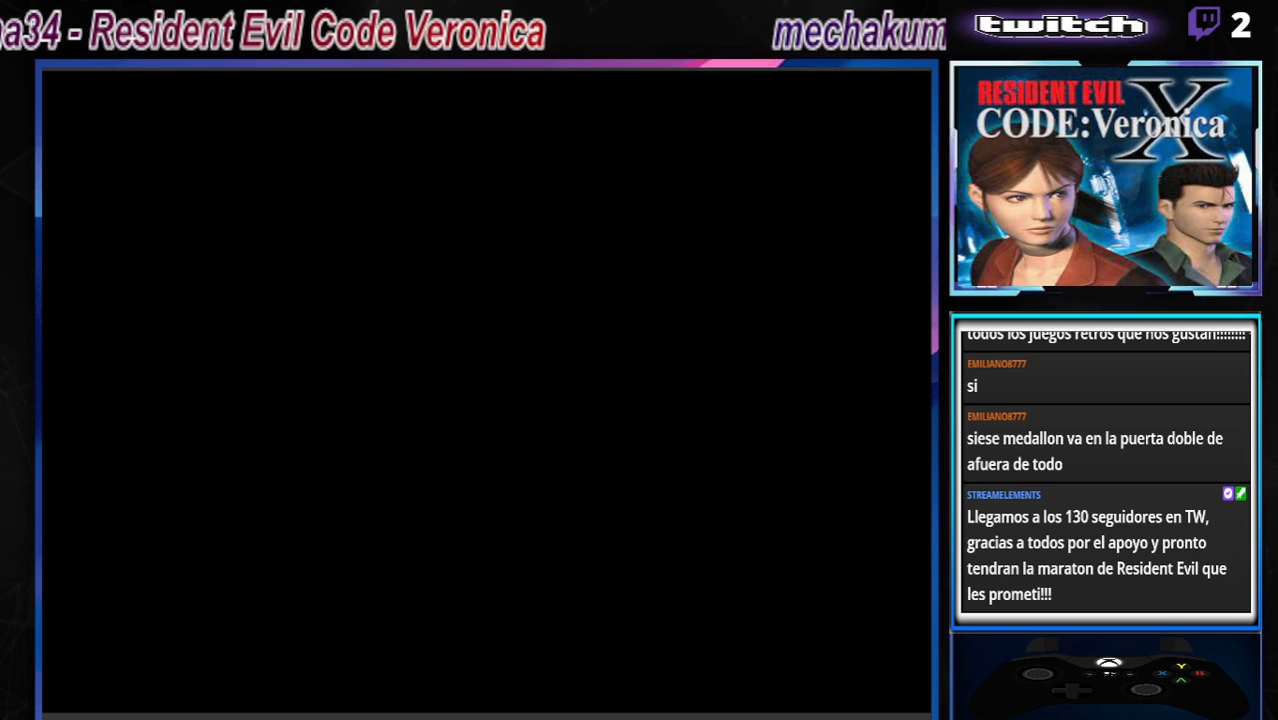 a34 - Resident Evil Code Veronica
mechakum
twitch
2
RESIDENT EVIL
CODE:Veronica
X
todos los juegos retros que nos gustan!!!!!!!!
EMILIANO8777
si
EMILIANO8777
siese medallon va en la puerta doble de
afuera de todo
STREAMELEMENTS
Llegamos a los 130 seguidores en TW,
gracias a todos por el apoyo y pronto
tendran la maraton de Resident Evil que
les prometi!!!
Y
X
B
A